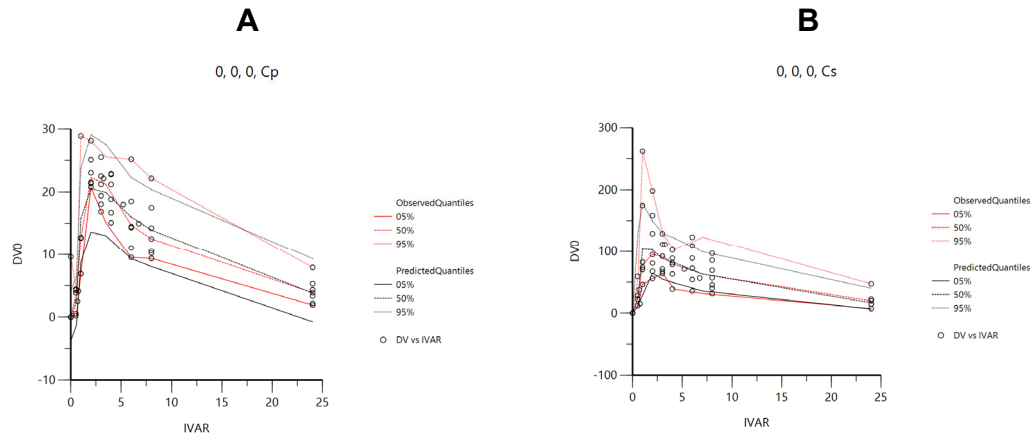 A
B
0, 0, 0, Cp
0, 0, 0, Cs
30
20
10
0
-10
DV0
0
5
10
15
20
25
IVAR
ObservedQuantiles
05%
50%
95%
PredictedQuantiles
05%
50%
95%
DV vs IVAR
300
200
100
0
-100
DV0
0
5
10
15
20
25
IVAR
ObservedQuantiles
05%
50%
95%
PredictedQuantiles
05%
50%
95%
DV vs IVAR